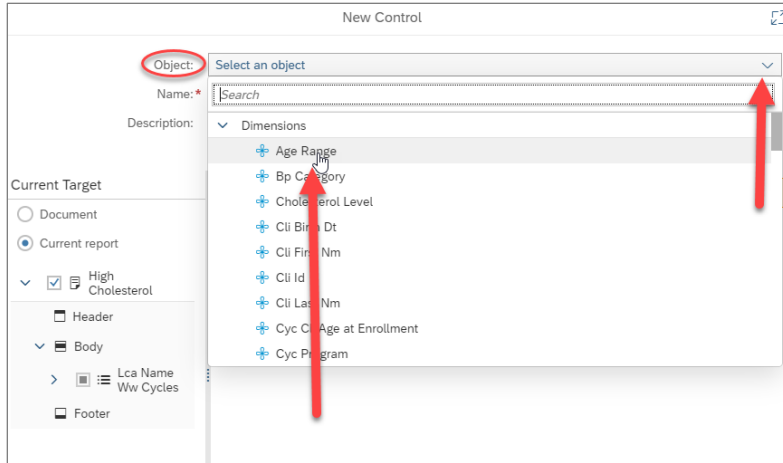 New Control
Object:
Select an object
Name:*
Search
Description:
Dimensions
Age Range
Bp Category
Cholesterol Level
Cli Birth Dt
Cli First Nm
Cli Id
Cli Last Nm
Cyc Cli Age at Enrollment
Cyc Program
Current Target
Document
Current report
High
Cholesterol
Header
Body
Lca Name
Ww Cycles
Footer